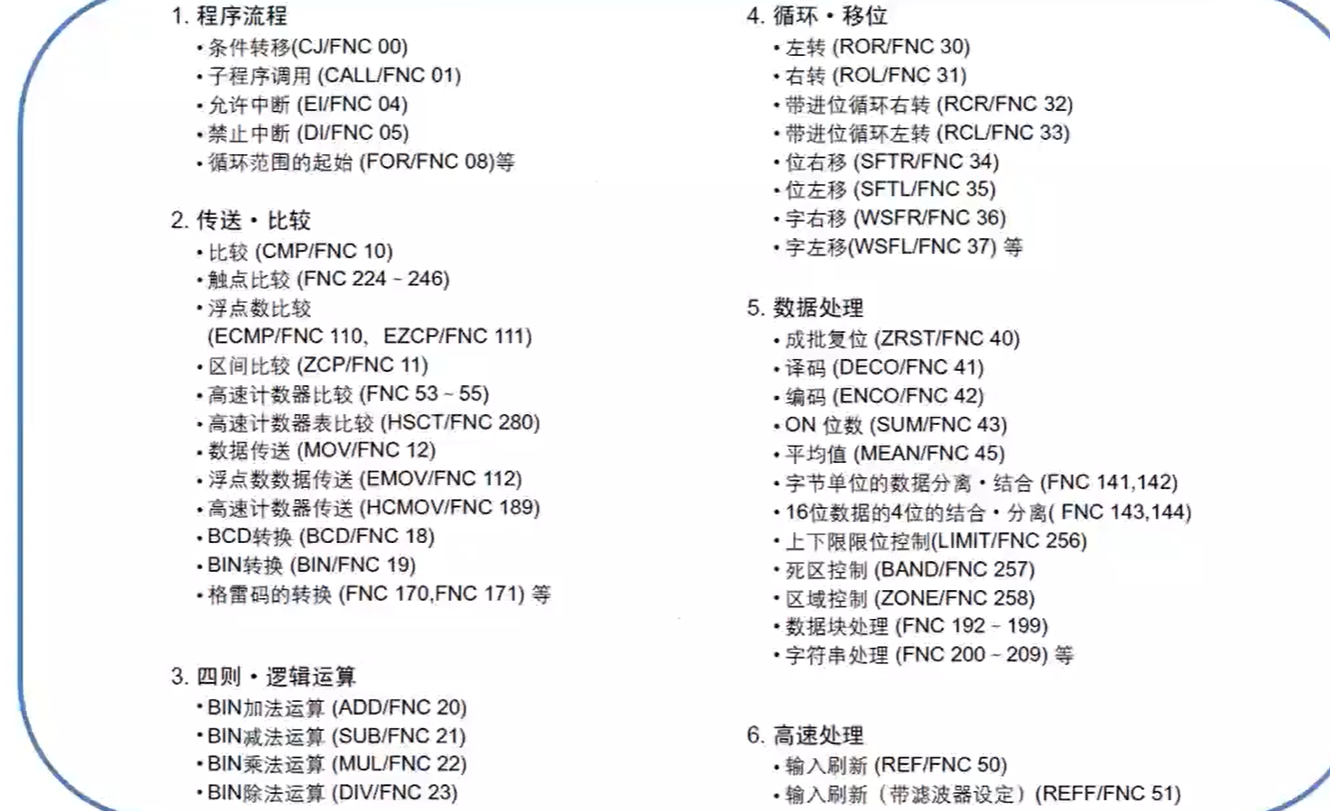 1. 程序流程
•条件转移(CJ/FNC 00)
•子程序调用 (CALL/FNC 01)
•允许中断 (EI/FNC 04)
•禁止中断 (DI/FNC 05)
•循环范围的起始 (FOR/FNC 08)等
2. 传送・比较
•比较 (CMP/FNC 10)
•触点比较 (FNC 224 ~ 246)
•浮点数比较
(ECMP/FNC 110, EZCP/FNC 111)
•区间比较 (ZCP/FNC 11)
•高速计数器比较 (FNC 53 ~ 55)
•高速计数器表比较 (HSCT/FNC 280)
•数据传送 (MOV/FNC 12)
•浮点数数据传送 (EMOV/FNC 112)
•高速计数器传送 (HCMOV/FNC 189)
•BCD转换 (BCD/FNC 18)
•BIN转换 (BIN/FNC 19)
•格雷码的转换 (FNC 170,FNC 171) 等
3. 四则・逻辑运算
•BIN加法运算 (ADD/FNC 20)
•BIN减法运算 (SUB/FNC 21)
•BIN乘法运算 (MUL/FNC 22)
•BIN除法运算 (DIV/FNC 23)
4. 循环・移位
•左转 (ROR/FNC 30)
•右转 (ROL/FNC 31)
•带进位循环右转 (RCR/FNC 32)
•带进位循环左转 (RCL/FNC 33)
•位右移 (SFTR/FNC 34)
•位左移 (SFTL/FNC 35)
•字右移 (WSFR/FNC 36)
•字左移(WSFL/FNC 37) 等
5. 数据处理
•成批复位 (ZRST/FNC 40)
•译码 (DECO/FNC 41)
•编码 (ENCO/FNC 42)
•ON 位数 (SUM/FNC 43)
•平均值 (MEAN/FNC 45)
•字节单位的数据分离・结合 (FNC 141,142)
•16位数据的4位的结合・分离( FNC 143,144)
•上下限限位控制(LIMIT/FNC 256)
•死区控制 (BAND/FNC 257)
•区域控制 (ZONE/FNC 258)
•数据块处理 (FNC 192 ~ 199)
•字符串处理 (FNC 200 ~ 209) 等
6. 高速处理
•输入刷新 (REF/FNC 50)
•输入刷新（带滤波器设定）(REFF/FNC 51)